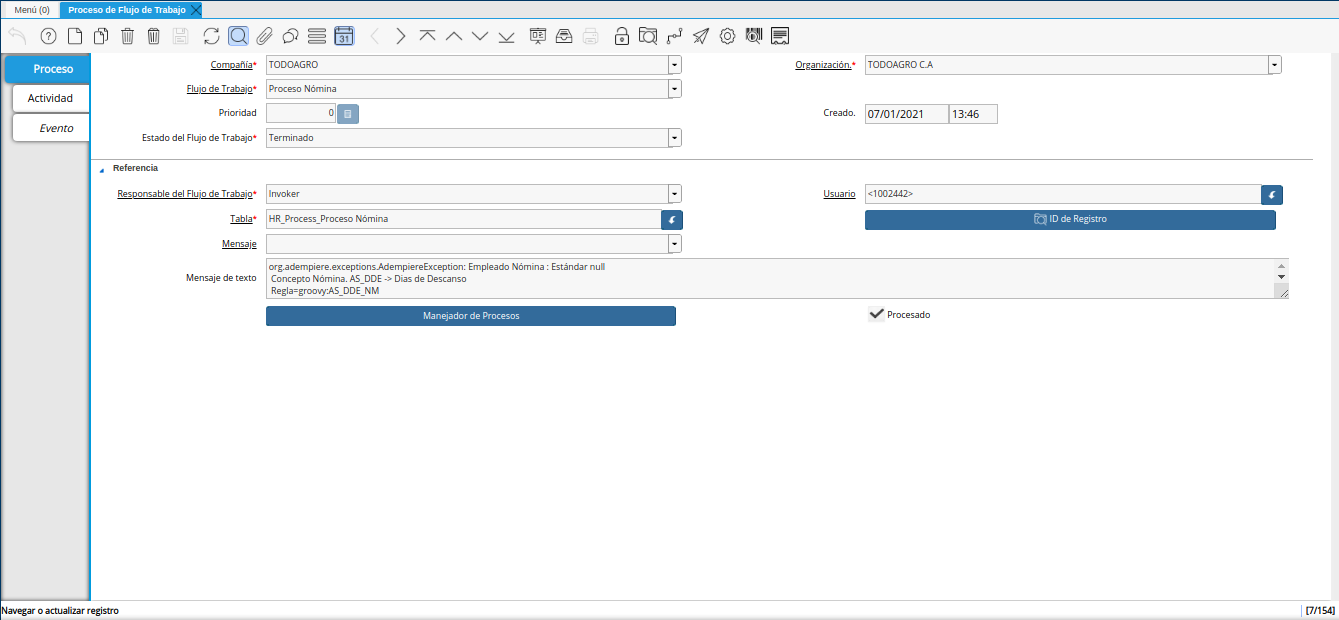 Menú (0)
Proceso de Flujo de Trabajo
31
Proceso
Actividad
Evento
Compañía* TODOAGRO
Organización.* TODOAGRO C.A
Flujo de Trabajo* Proceso Nómina
Prioridad 0
Creado. 07/01/2021 13:46
Estado del Flujo de Trabajo* Terminado
Referencia
Responsable del Flujo de Trabajo* Invoker
Usuario <1002442>
Tabla* HR_Process_Proceso Nómina
ID de Registro
Mensaje
Mensaje de texto
org.adempiere.exceptions.AdempiereException: Empleado Nómina : Estándar null
Concepto Nómina. AS_DDE -> Dias de Descanso
Regla=groovy:AS_DDE_NM
Manejador de Procesos
Procesado
Navegar o actualizar registro
[7/154]